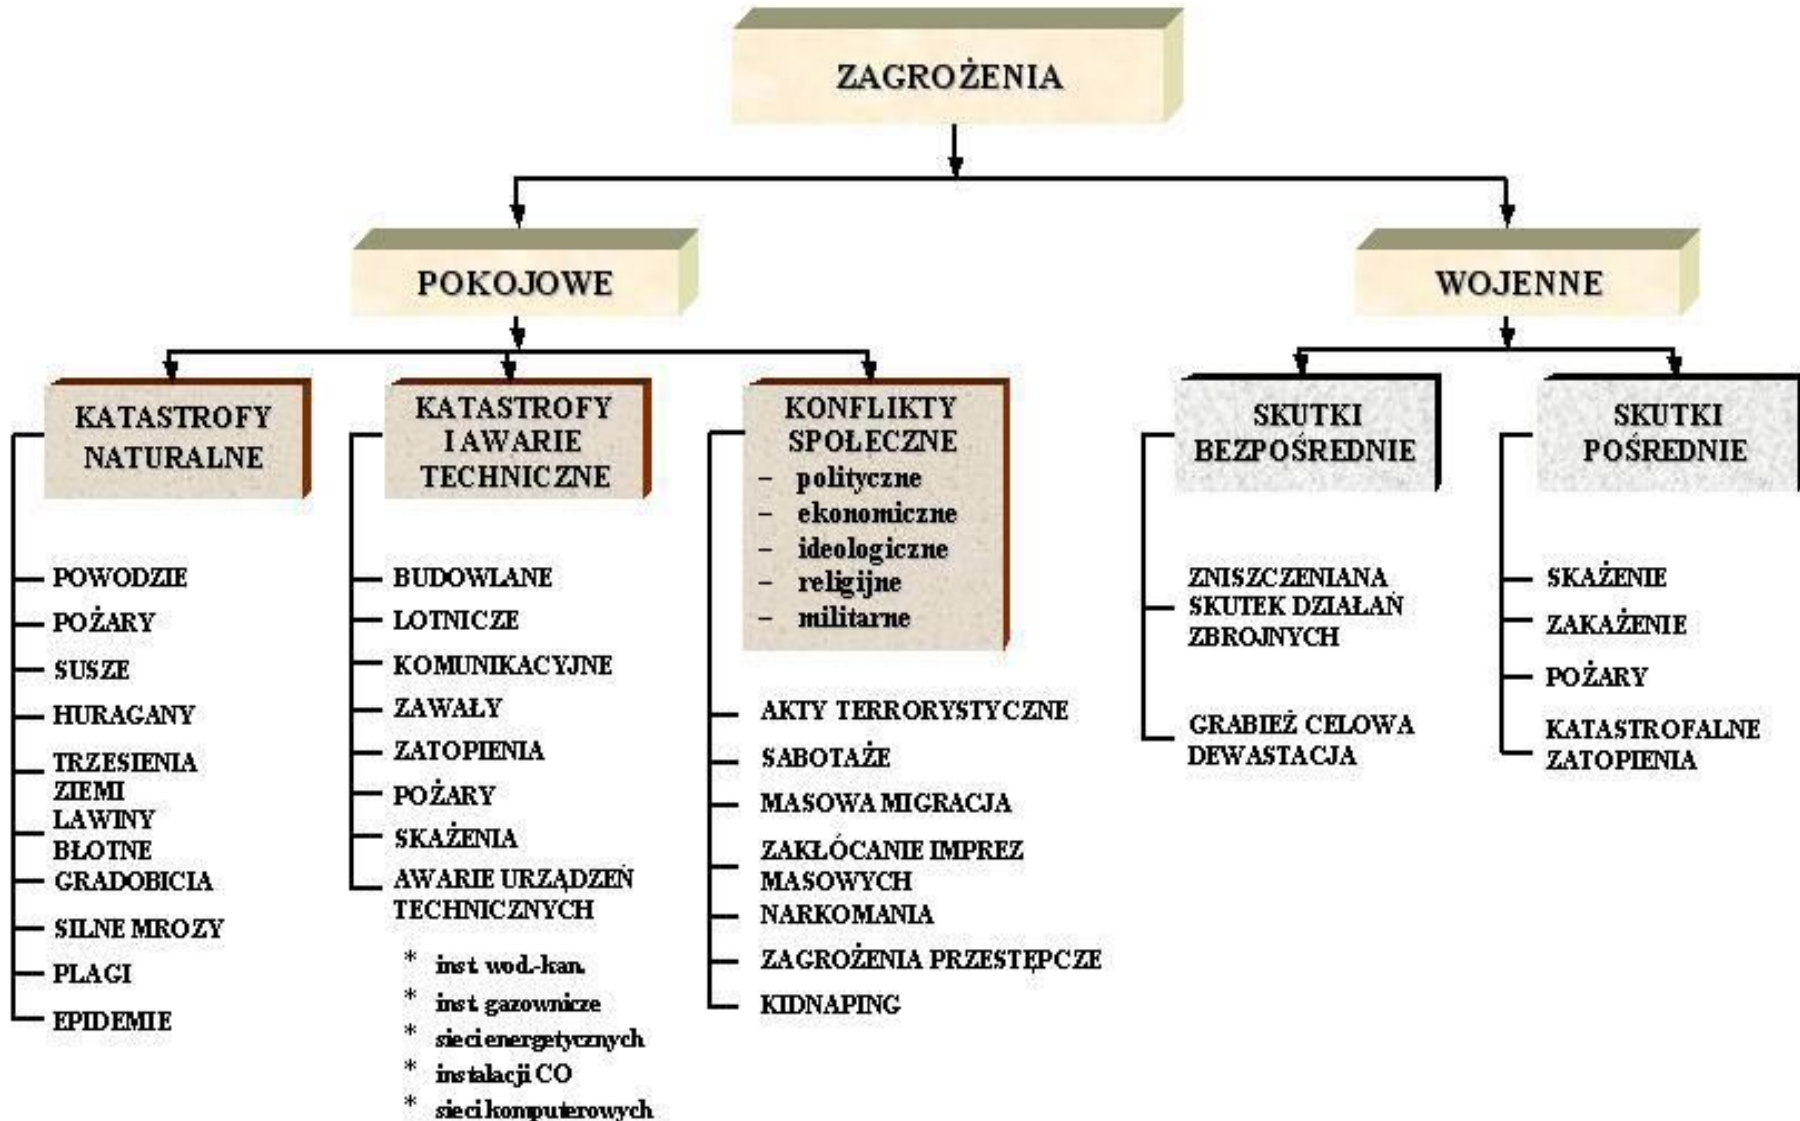 ZAGROŻENIA
POKOJOWE
WOJENNE
KATASTROFY
NATURALNE
POWODZIE
POŻARY
SUSZE
HURAGANY
TRZESIENIA
ZIEMI
LAWINY
BŁOTNE
GRADOBICIA
SILNE MROZY
PLAGI
EPIDEMIE
KATASTROFY
I AWARIE
TECHNICZNE
BUDOWLANE
LOTNICZE
KOMUNIKACYJNE
ZAWAŁY
ZATOPIENIA
POŻARY
SKAŻENIA
AWARIE URZĄDZEŃ
TECHNICZNYCH
* inst. wod.-kan.
* inst. gazownicze
* sieci energetycznych
* instalacji CO
* sieci komputerowych
KONFLIKTY
SPOŁECZNE
– polityczne
– ekonomiczne
– ideologiczne
– religijne
– militarne
AKTY TERRORYSTYCZNE
SABOTAŻE
MASOWA MIGRACJA
ZAKŁÓCANIE IMPREZ
MASOWYCH
NARKOMANIA
ZAGROŻENIA PRZESTĘPCZE
KIDNAPING
SKUTKI
BEZPOŚREDNIE
ZNISZCZENIANA
SKUTEK DZIAŁAŃ
ZBROJNYCH
GRABIEŻ CELOWA
DEWASTACJA
SKUTKI
POŚREDNIE
SKAŻENIE
ZAKAŻENIE
POŻARY
KATASTROFALNE
ZATOPIENIA